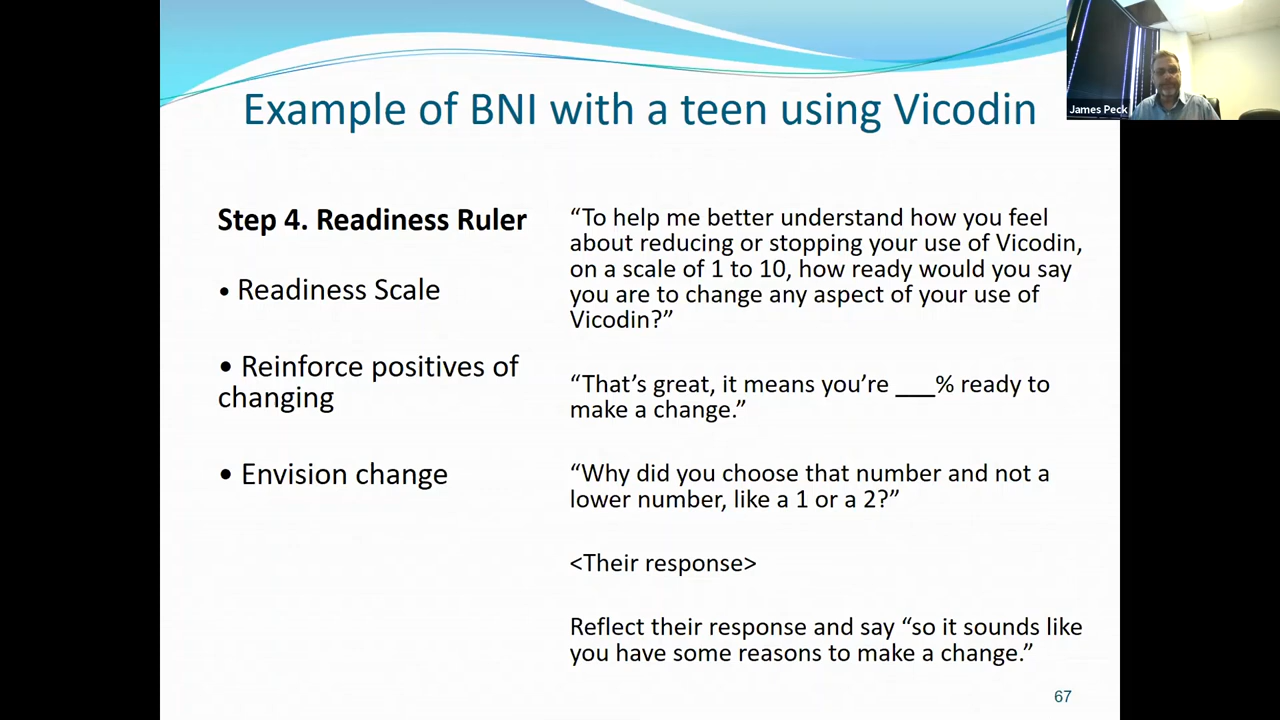 Example of BNI with a teen using Vicodin
James Peck
Step 4. Readiness Ruler
• Readiness Scale
• Reinforce positives of
changing
• Envision change
“To help me better understand how you feel
about reducing or stopping your use of Vicodin,
on a scale of 1 to 10, how ready would you say
you are to change any aspect of your use of
Vicodin?”
“That’s great, it means you’re ___% ready to
make a change.”
“Why did you choose that number and not a
lower number, like a 1 or a 2?”
<Their response>
Reflect their response and say “so it sounds like
you have some reasons to make a change.”
67